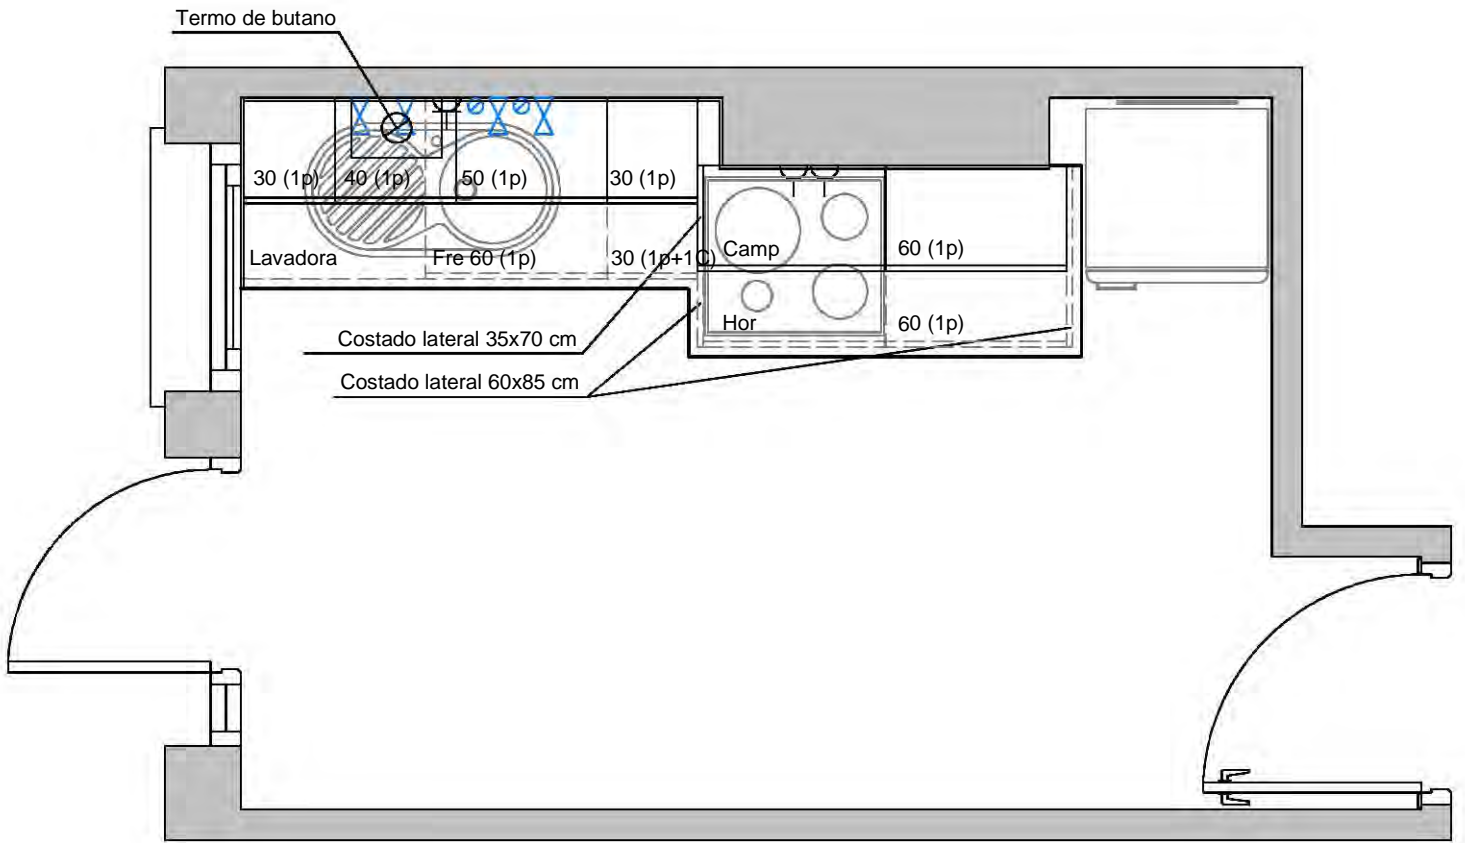 Termo de butano
30 (1p) 40 (1p) 50 (1p) 30 (1p)
Lavadora Fre 60 (1p) 30 (1p+1C) Camp 60 (1p)
Hor 60 (1p)
Costado lateral 35x70 cm
Costado lateral 60x85 cm